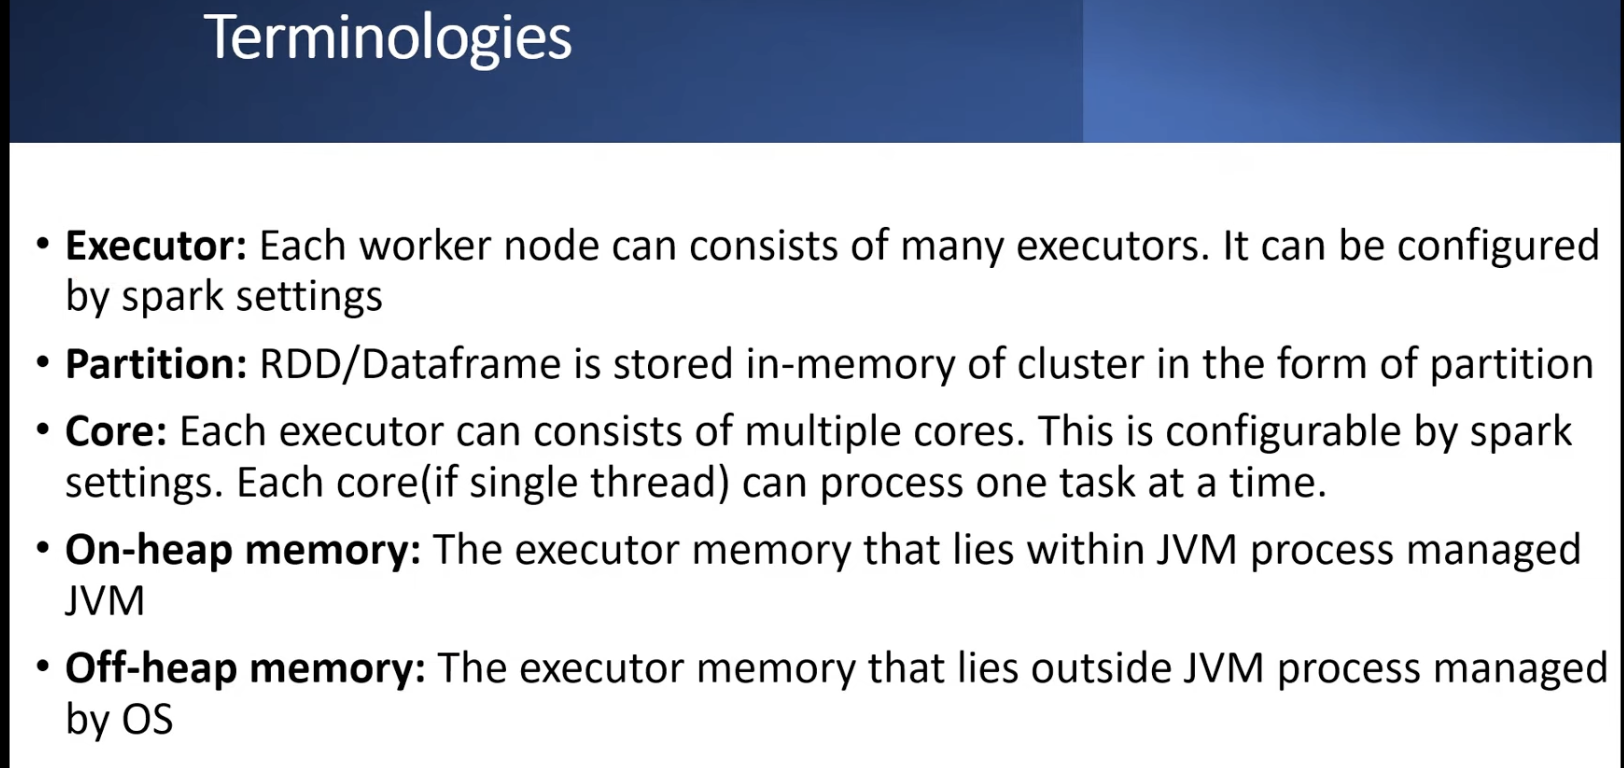 Terminologies
• Executor: Each worker node can consists of many executors. It can be configured
by spark settings
• Partition: RDD/Dataframe is stored in-memory of cluster in the form of partition
• Core: Each executor can consists of multiple cores. This is configurable by spark
settings. Each core(if single thread) can process one task at a time.
• On-heap memory: The executor memory that lies within JVM process managed
JVM
• Off-heap memory: The executor memory that lies outside JVM process managed
by OS